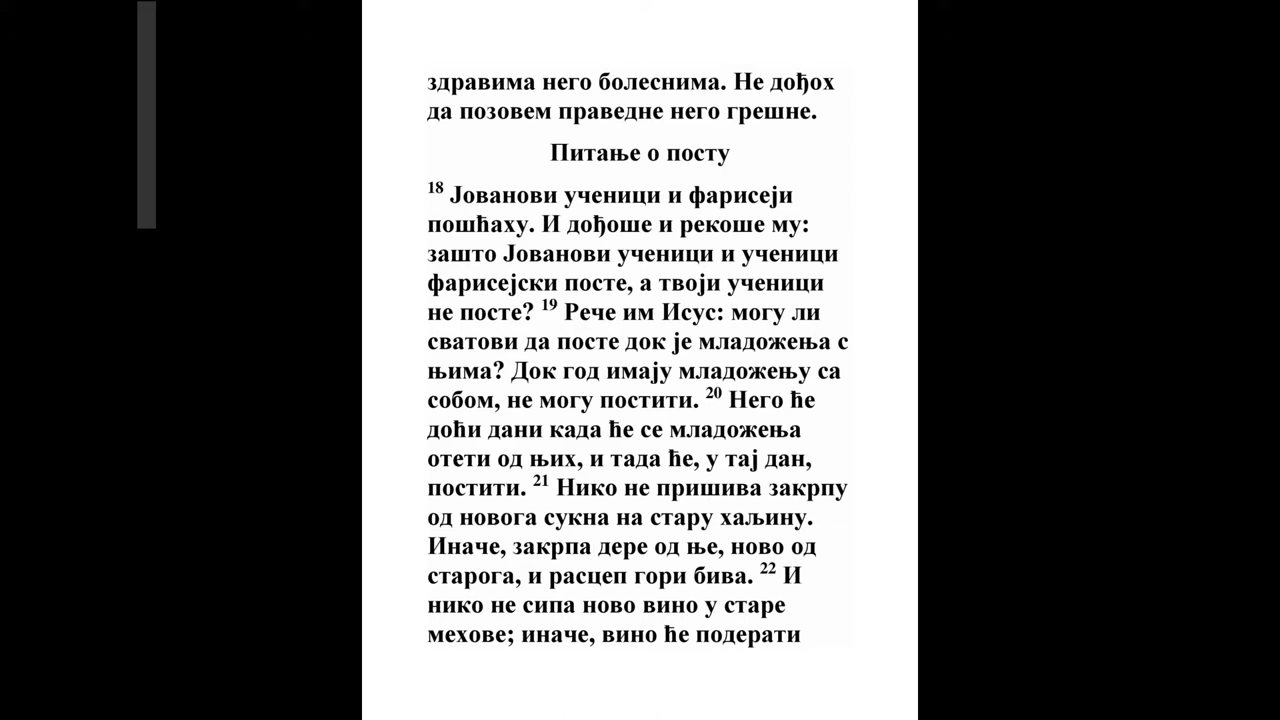 здравима него болеснима. Не дођох
да позовем праведне него грешне.
Питање о посту
18 Јованови ученици и фарисеји
пошћаху. И дођоше и рекоше му:
зашто Јованови ученици и ученици
фарисејски посте, а твоји ученици
не посте? 19 Рече им Исус: могу ли
сватови да посте док је младожења с
њима? Док год имају младожењу са
собом, не могу постити. 20 Него ће
доћи дани када ће се младожења
отети од њих, и тада ће, у тај дан,
постити. 21 Нико не пришива закрпу
од новога сукна на стару хаљину.
Иначе, закрпа дере од ње, ново од
старога, и расцеп гори бива. 22 И
нико не сипа ново вино у старе
мехове; иначе, вино ће подерати